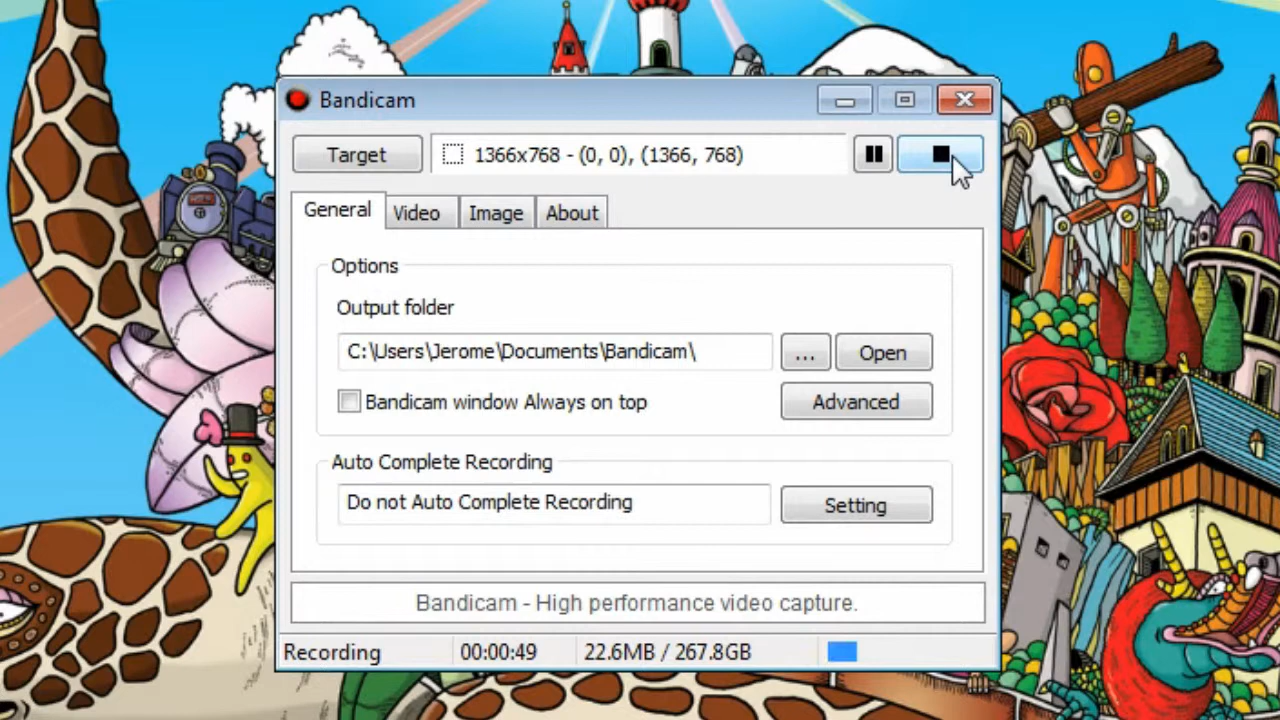 Bandicam
Target
1366x768 - (0, 0), (1366, 768)
General
Video
Image
About
Options
Output folder
C:\Users\Jerome\Documents\Bandicam\
...
Open
Bandicam window Always on top
Advanced
Auto Complete Recording
Do not Auto Complete Recording
Setting
Bandicam - High performance video capture.
Recording
00:00:49
22.6MB / 267.8GB